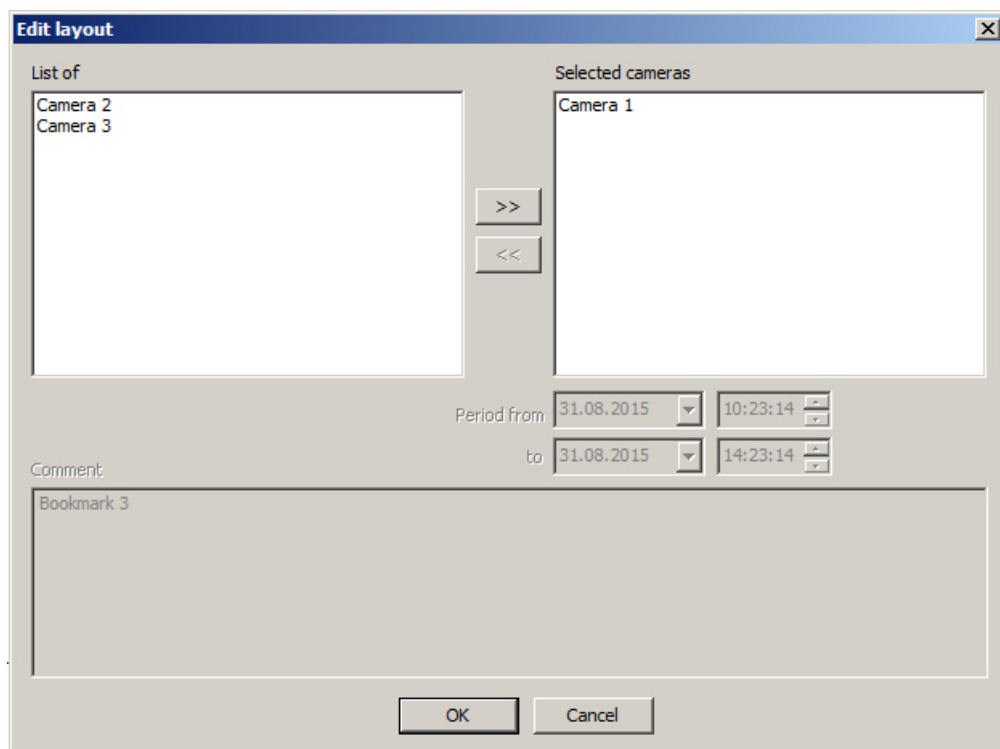 Edit layout
List of
Selected cameras
Camera 2
Camera 3
Camera 1
>>
<<
Period from 31.08.2015 10:23:14
to 31.08.2015 14:23:14
Comment
Bookmark 3
OK Cancel